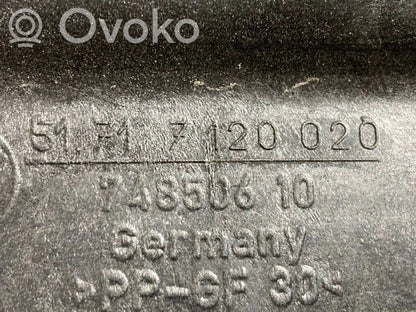 Ovoko
51.71 7 120 020
748506 10
Germany
>PP-GF 30<